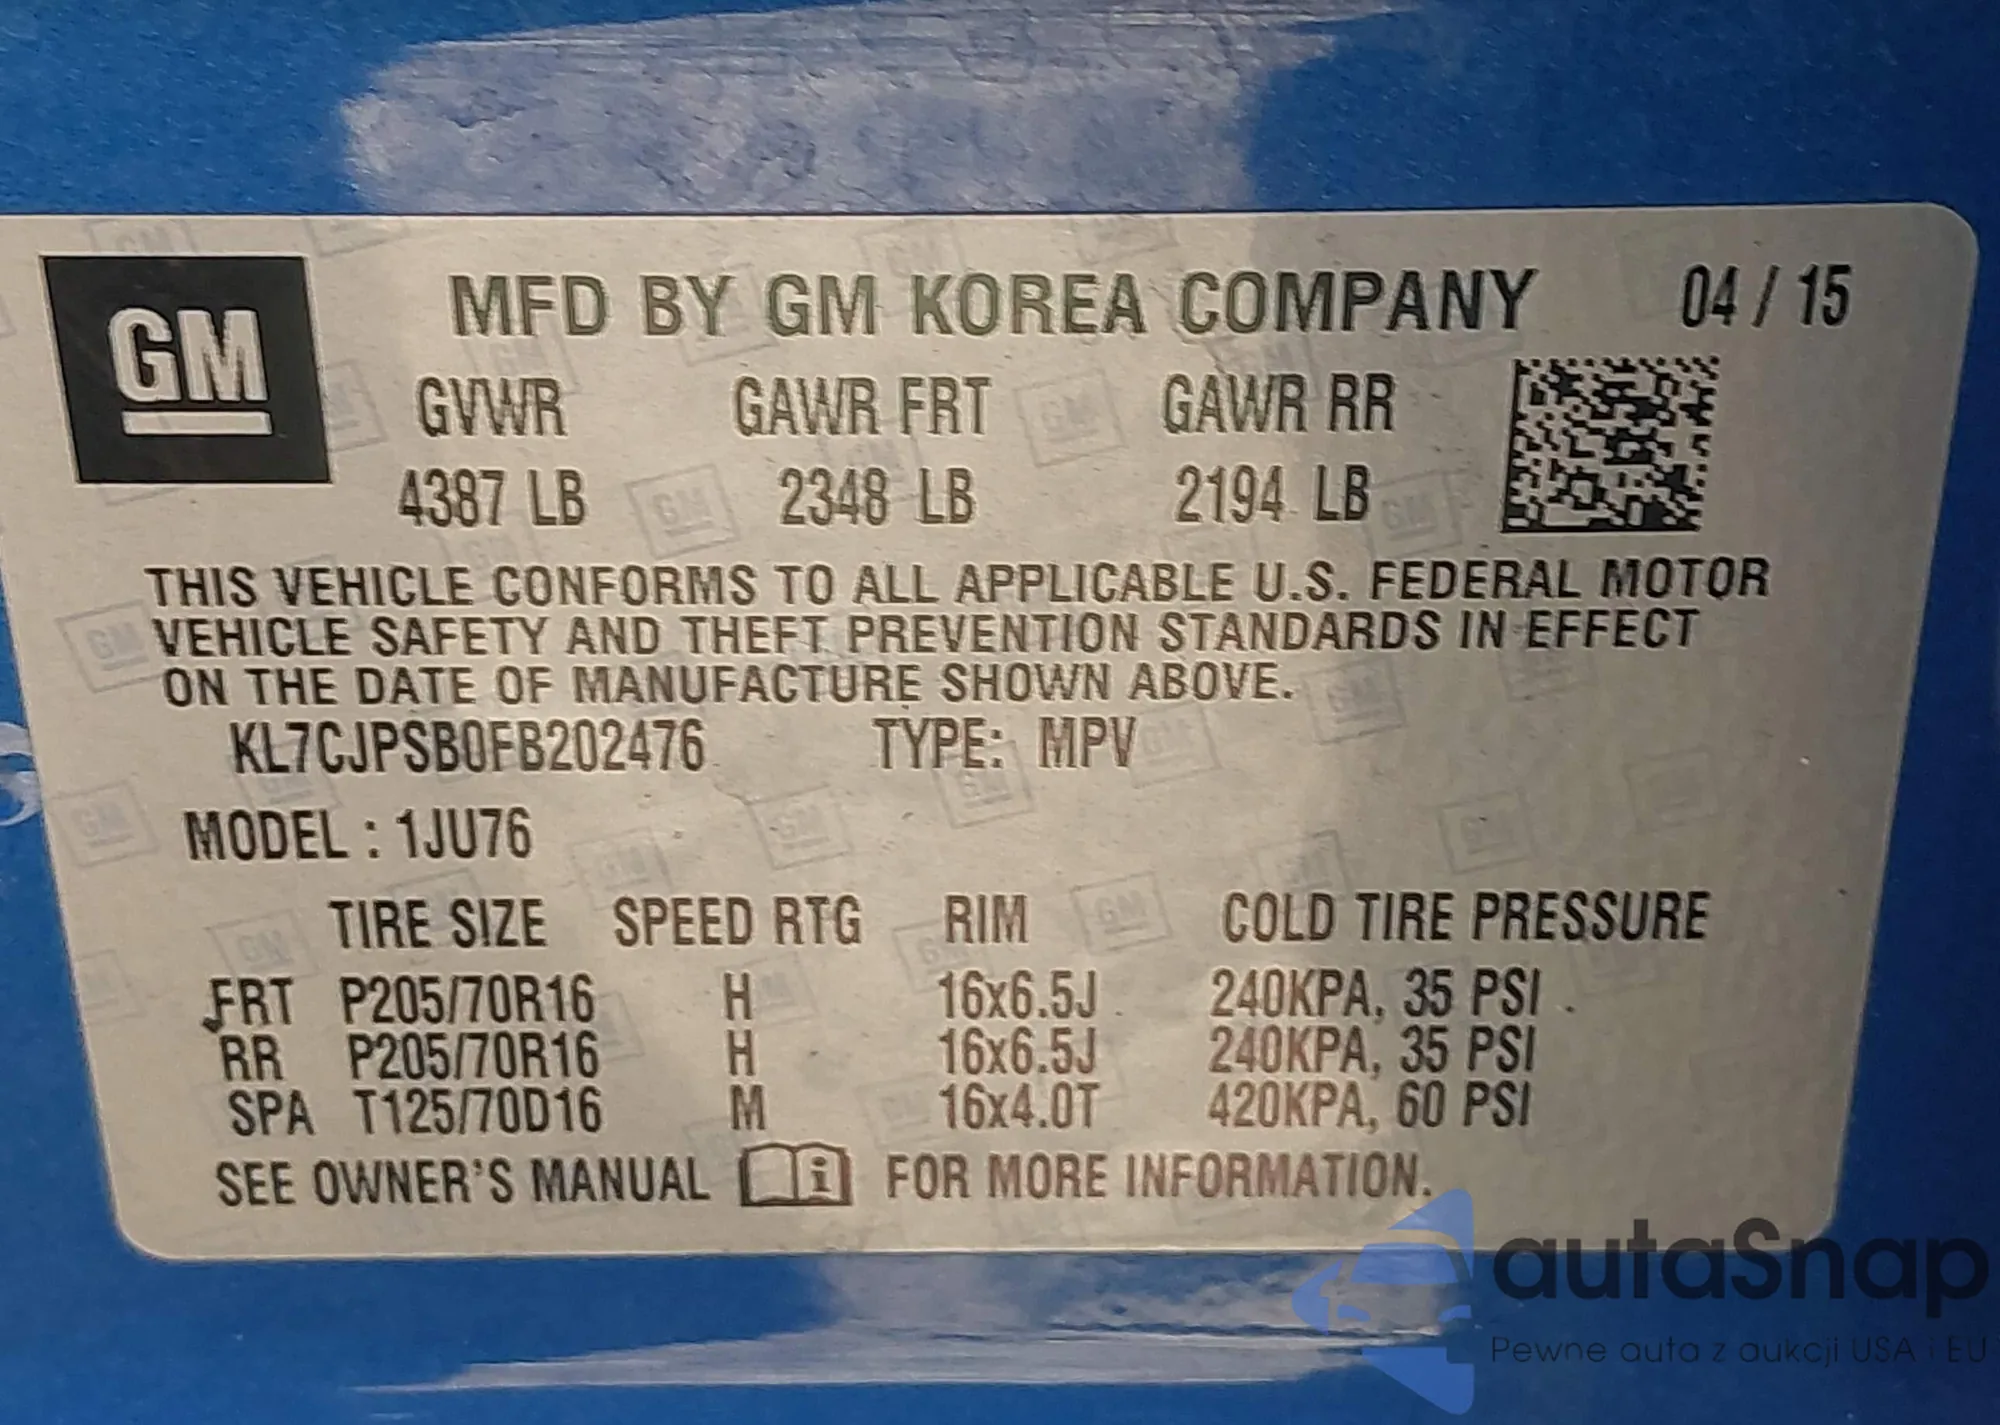 GM
MFD BY GM KOREA COMPANY 04 / 15
GVWR GAWR FRT GAWR RR
4387 LB 2348 LB 2194 LB
THIS VEHICLE CONFORMS TO ALL APPLICABLE U.S. FEDERAL MOTOR
VEHICLE SAFETY AND THEFT PREVENTION STANDARDS IN EFFECT
ON THE DATE OF MANUFACTURE SHOWN ABOVE.
KL7CJPSB0FB202476 TYPE: MPV
MODEL : 1JU76
TIRE SIZE SPEED RTG RIM COLD TIRE PRESSURE
FRT P205/70R16 H 16x6.5J 240KPA, 35 PSI
RR P205/70R16 H 16x6.5J 240KPA, 35 PSI
SPA T125/70D16 M 16x4.0T 420KPA, 60 PSI
SEE OWNER'S MANUAL i FOR MORE INFORMATION.
autaSnap
Pewne auta z aukcji USA i EU